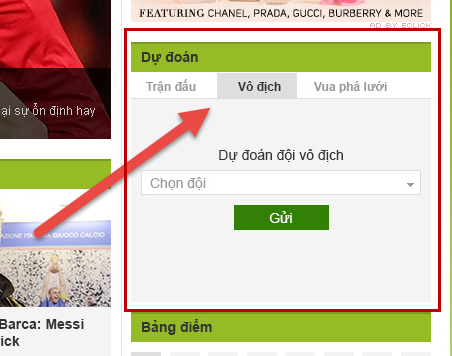 FEATURING CHANEL, PRADA, GUCCI, BURBERRY & MORE
AD BY ECLICK
Dự đoán
Trận đấu
Vô địch
Vua phá lưới
Dự đoán đội vô địch
Chọn đội
Gửi
Bảng điểm
ại sự ổn định hay
AZIONE ITALIANA GIUOCO CALCIO
Barca: Messi
ick